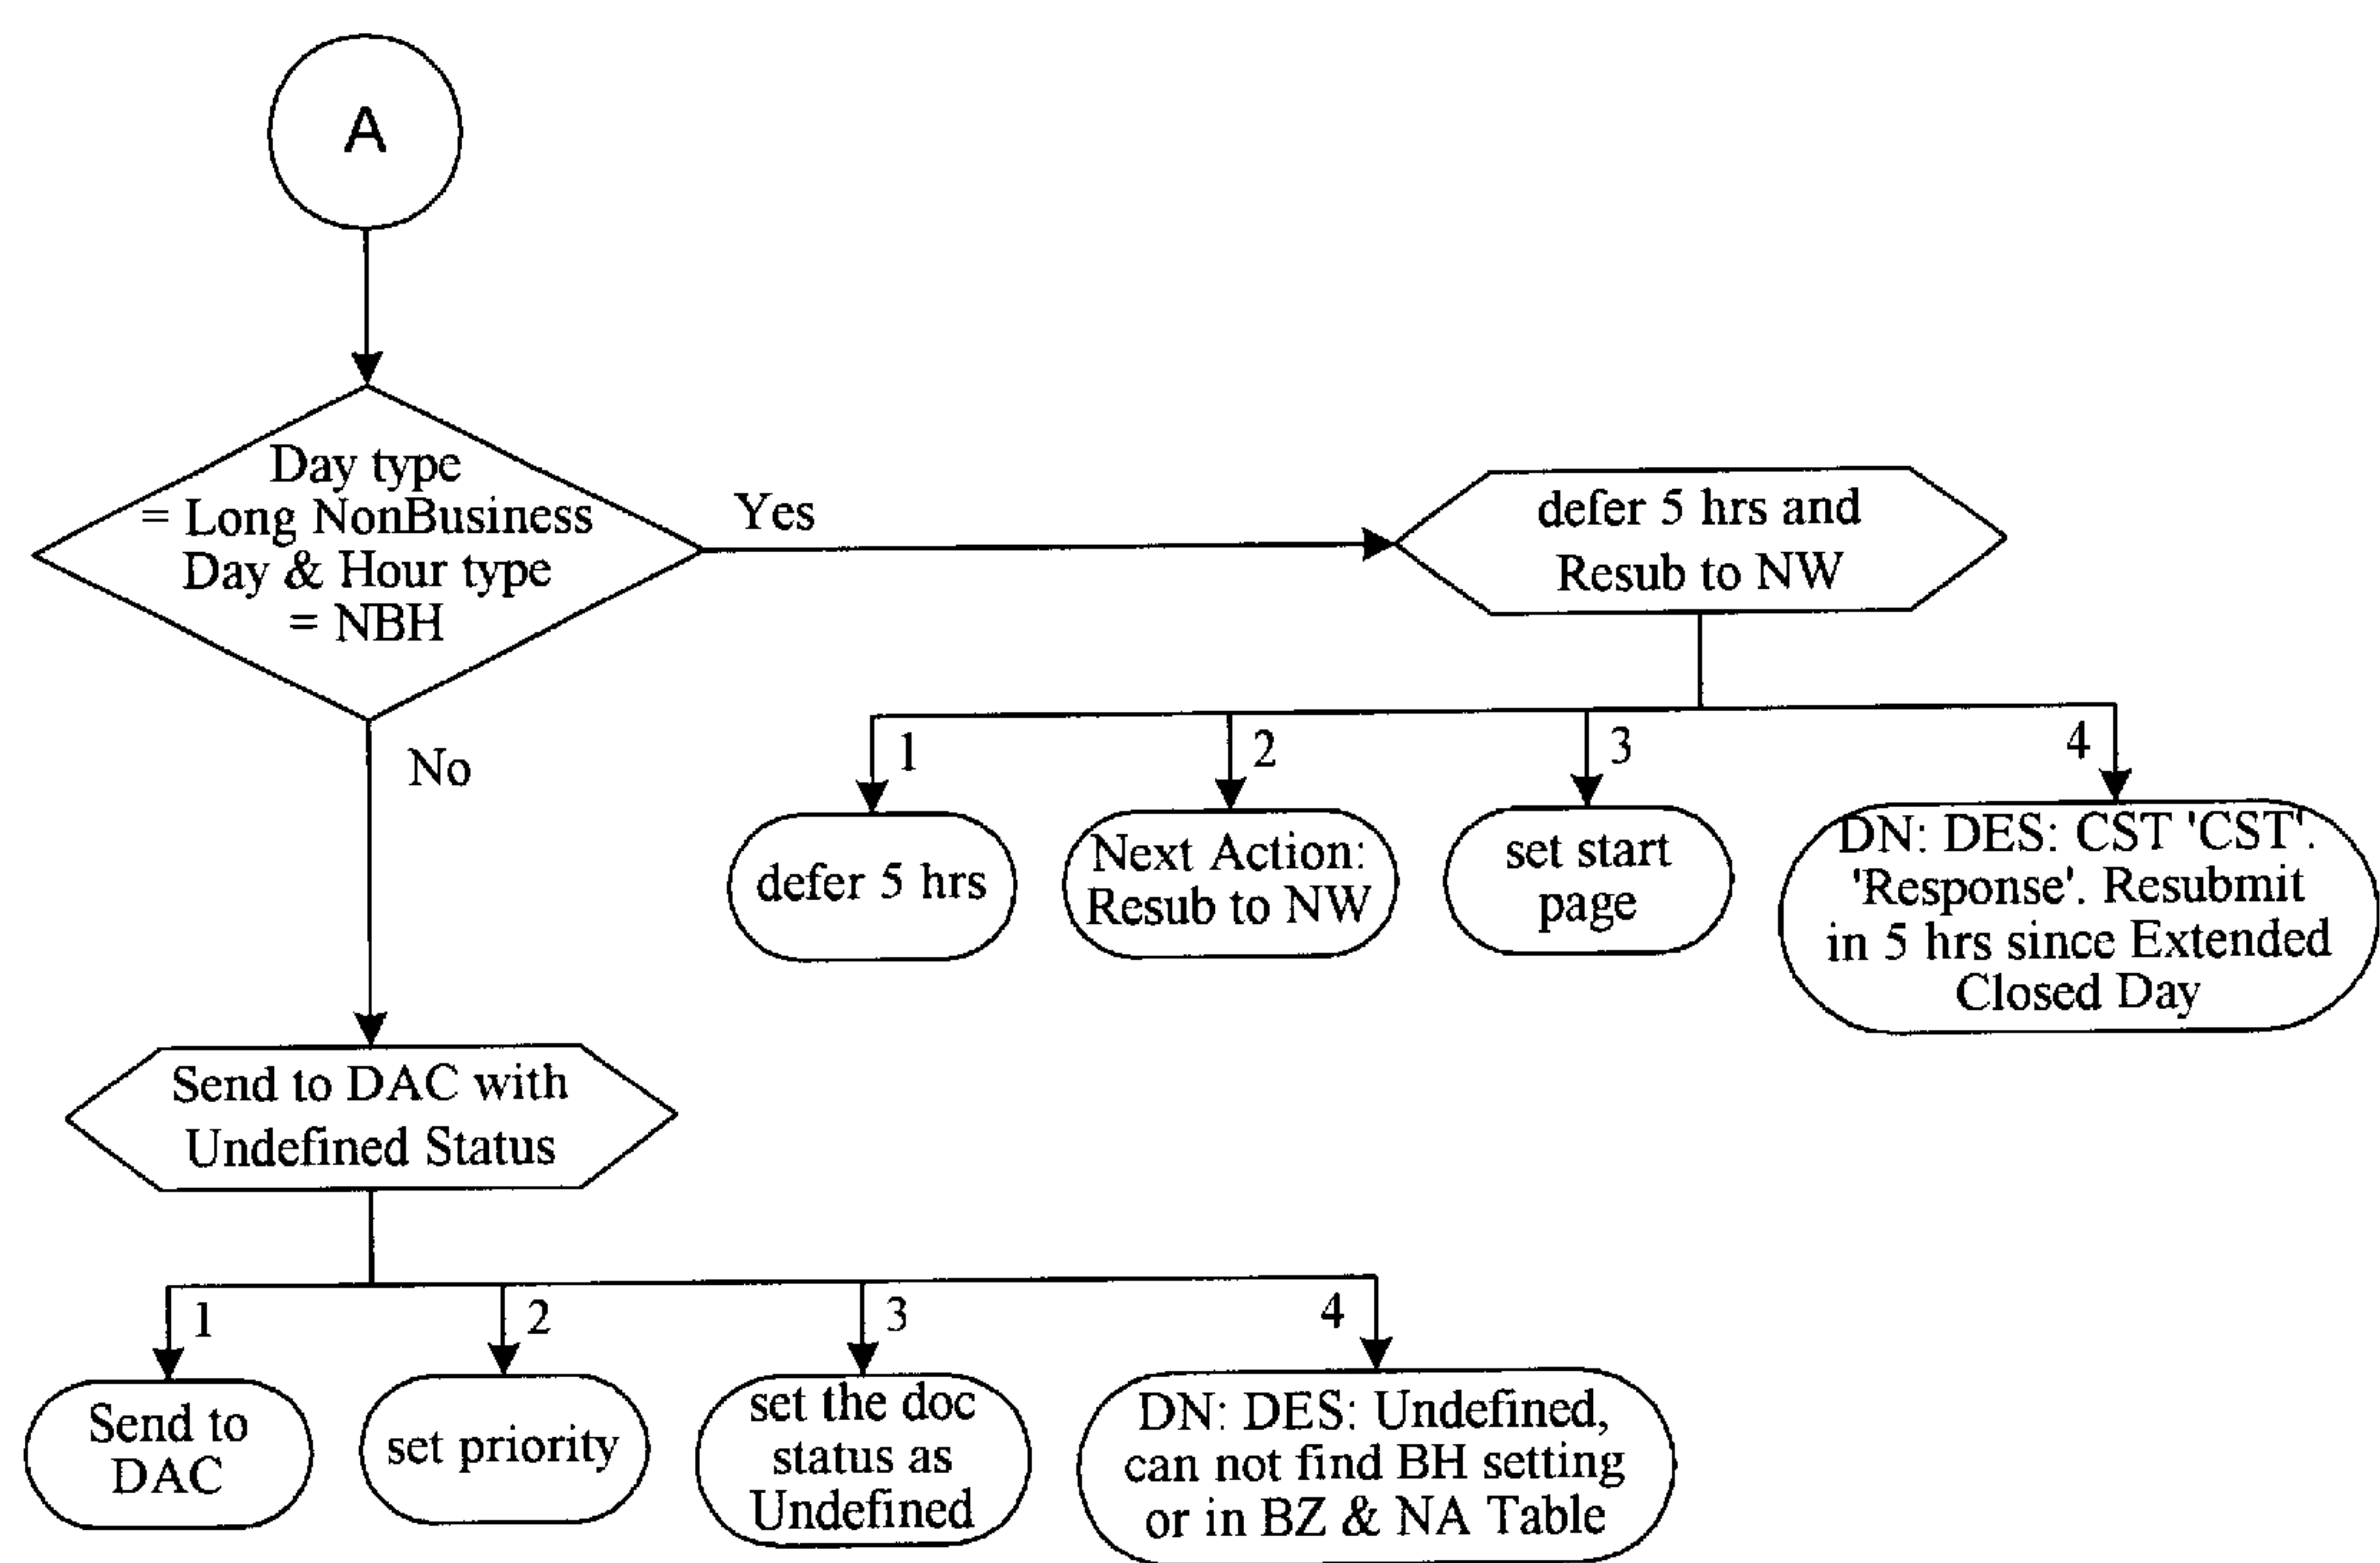 A
Day type
= Long NonBusiness
Day & Hour type
= NBH
Yes
defer 5 hrs and
Resub to NW
1
2
3
4
defer 5 hrs
Next Action:
Resub to NW
set start
page
DN: DES: CST 'CST'.
'Response'. Resubmit
in 5 hrs since Extended
Closed Day
No
Send to DAC with
Undefined Status
1
2
3
4
Send to
DAC
set priority
set the doc
status as
Undefined
DN: DES: Undefined,
can not find BH setting
or in BZ & NA Table